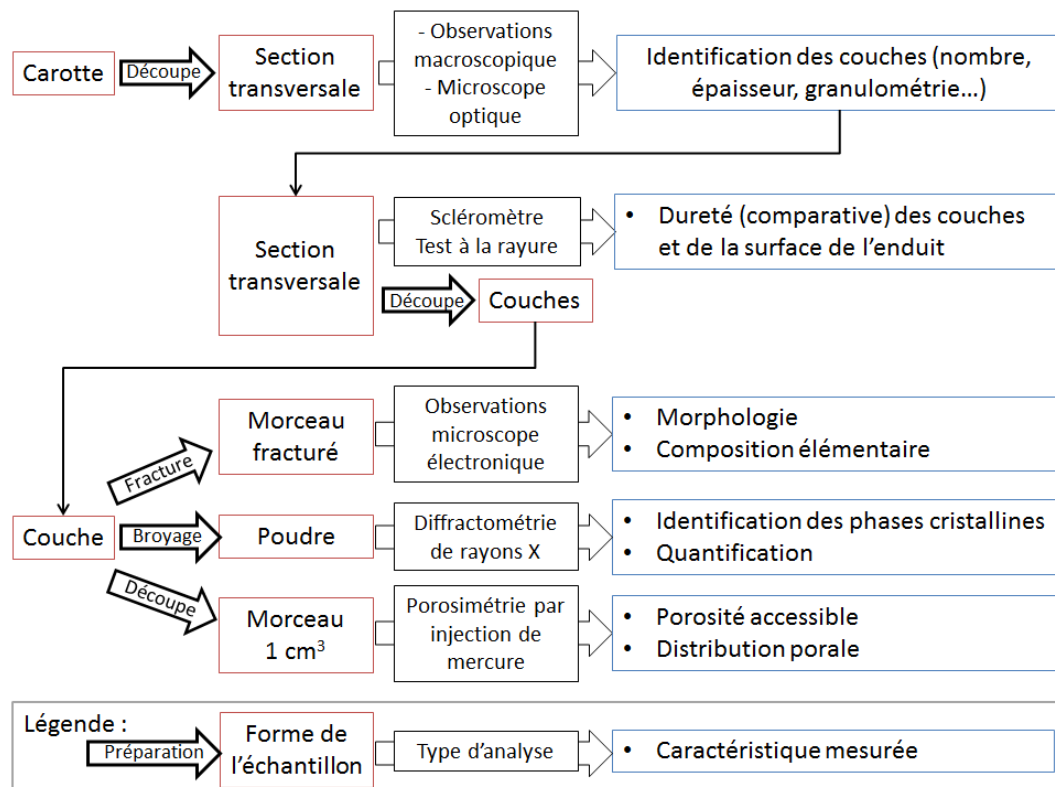 Carotte
Découpe
Section
transversale
- Observations
macroscopique
- Microscope
optique
Identification des couches (nombre,
épaisseur, granulométrie...)
Section
transversale
Scléromètre
Test à la rayure
• Dureté (comparative) des couches
et de la surface de l'enduit
Découpe
Couches
Couche
Fracture
Morceau
fracturé
Observations
microscope
électronique
• Morphologie
• Composition élémentaire
Broyage
Poudre
Diffractométrie
de rayons X
• Identification des phases cristallines
• Quantification
Découpe
Morceau
1 cm³
Porosimétrie par
injection de
mercure
• Porosité accessible
• Distribution porale
Légende :
Préparation
Forme de
l'échantillon
Type d'analyse
• Caractéristique mesurée